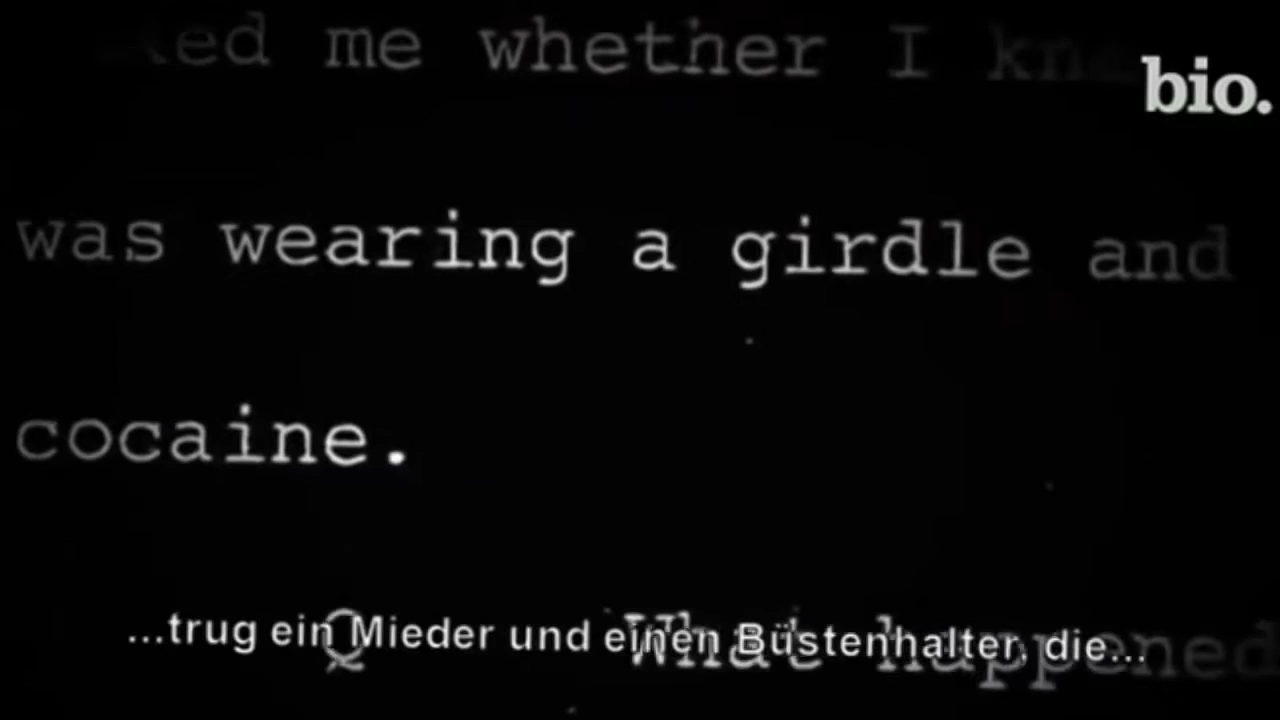 me whether I
bio.
was wearing a girdle and
cocaine.
Q What happened
...trug ein Mieder und einen Büstenhalter, die...